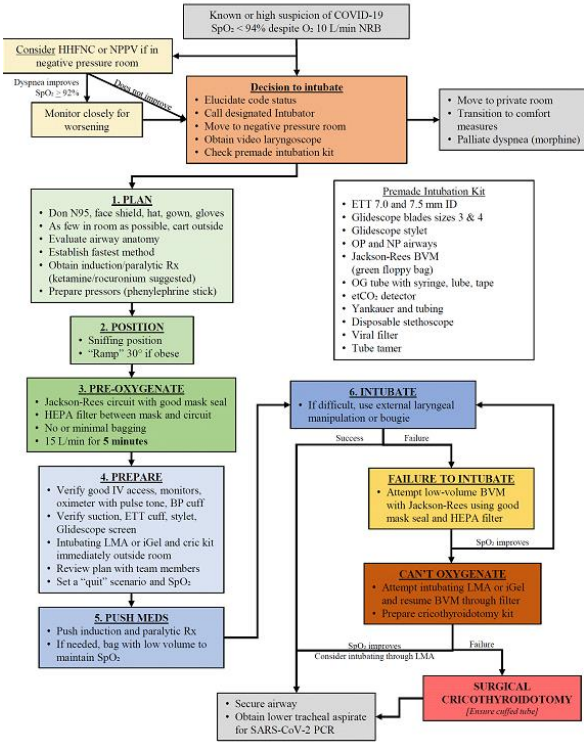 Known or high suspicion of COVID-19
SpO₂ < 94% despite O₂ 10 L/min NRB
Consider HHFNC or NPPV if in
negative pressure room
Dyspnea improves
SpO₂ ≥ 92%
Does not improve
Monitor closely for
worsening
Decision to intubate
• Elucidate code status
• Call designated Intubator
• Move to negative pressure room
• Obtain video laryngoscope
• Check premade intubation kit
• Move to private room
• Transition to comfort
measures
• Palliate dyspnea (morphine)
1. PLAN
• Don N95, face shield, hat, gown, gloves
• As few in room as possible, cart outside
• Evaluate airway anatomy
• Establish fastest method
• Obtain induction/paralytic Rx
(ketamine/rocuronium suggested)
• Prepare pressors (phenylephrine stick)
Premade Intubation Kit
• ETT 7.0 and 7.5 mm ID
• Glidescope blades sizes 3 & 4
• Glidescope stylet
• OP and NP airways
• Jackson-Rees BVM
(green floppy bag)
• OG tube with syringe, lube, tape
• etCO₂ detector
• Yankauer and tubing
• Disposable stethoscope
• Viral filter
• Tube tamer
2. POSITION
• Sniffing position
• “Ramp” 30° if obese
3. PRE-OXYGENATE
• Jackson-Rees circuit with good mask seal
• HEPA filter between mask and circuit
• No or minimal bagging
• 15 L/min for 5 minutes
4. PREPARE
• Verify good IV access, monitors,
oximeter with pulse tone, BP cuff
• Verify suction, ETT cuff, stylet,
Glidescope screen
• Intubating LMA or iGel and cric kit
immediately outside room
• Review plan with team members
• Set a “quit” scenario and SpO₂
5. PUSH MEDS
• Push induction and paralytic Rx
• If needed, bag with low volume to
maintain SpO₂
6. INTUBATE
• If difficult, use external laryngeal
manipulation or bougie
Success
Failure
FAILURE TO INTUBATE
• Attempt low-volume BVM
with Jackson-Rees using good
mask seal and HEPA filter
SpO₂ improves
CAN’T OXYGENATE
• Attempt intubating LMA or iGel
and resume BVM through filter
• Prepare cricothyroidotomy kit
SpO₂ improves
Consider intubating through LMA
Failure
SURGICAL
CRICOTHYROIDOTOMY
[Ensure cuffed tube]
• Secure airway
• Obtain lower tracheal aspirate
for SARS-CoV-2 PCR